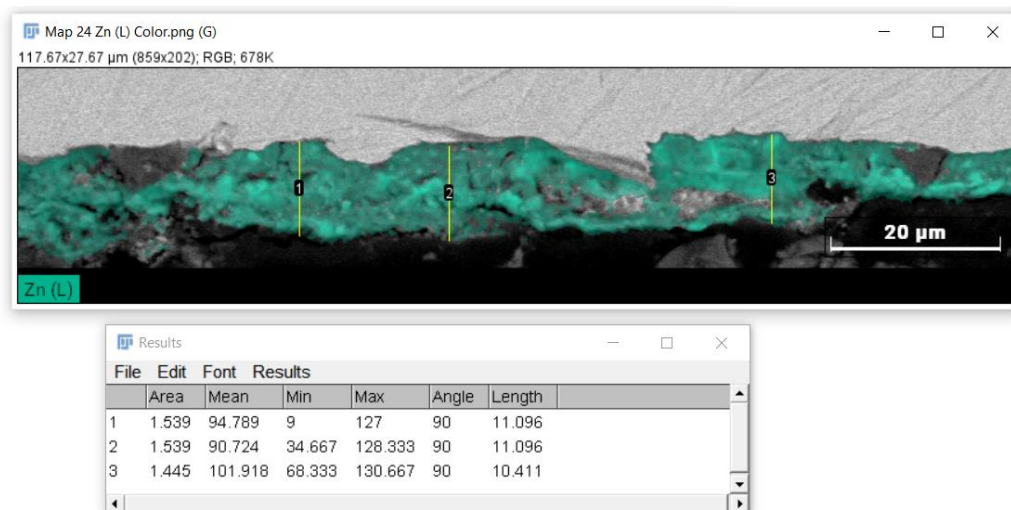 Map 24 Zn (L) Color.png (G)
117.67x27.67 µm (859x202); RGB; 678K
1
2
3
20 µm
Zn (L)
Results
File Edit Font Results
Area Mean Min Max Angle Length
1 1.539 94.789 9 127 90 11.096
2 1.539 90.724 34.667 128.333 90 11.096
3 1.445 101.918 68.333 130.667 90 10.411